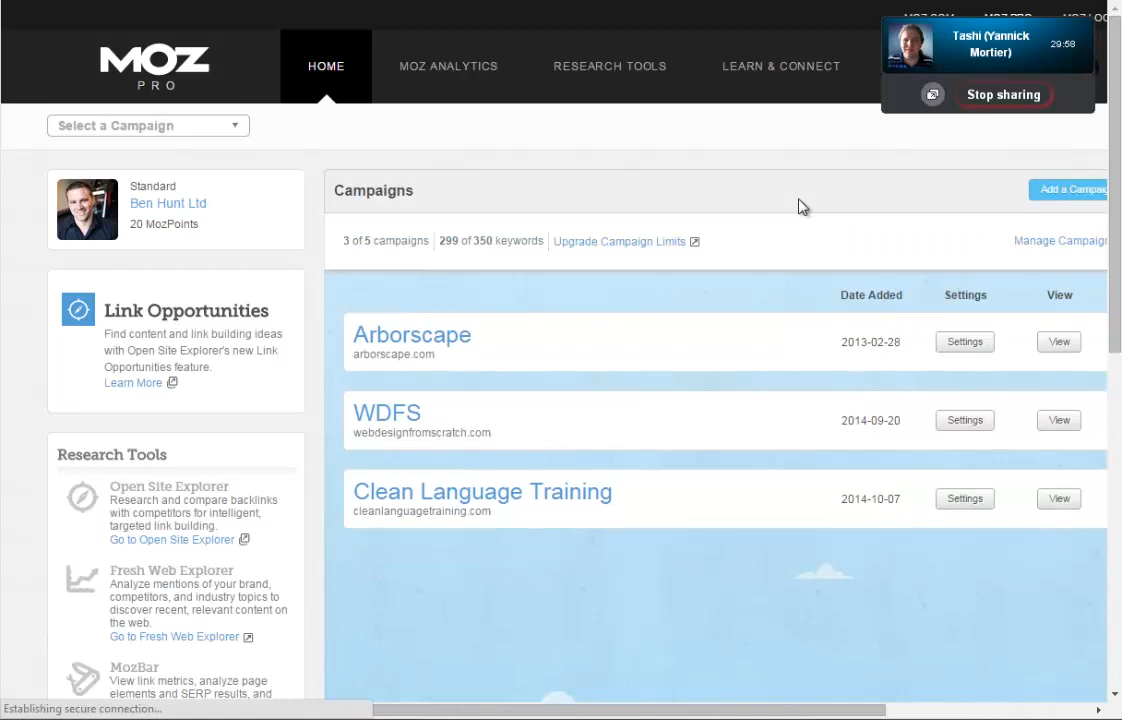 MOZ
PRO
HOME
MOZ ANALYTICS
RESEARCH TOOLS
LEARN & CONNECT
Tashi (Yannick
Mortier)
29:58
Stop sharing
Select a Campaign
Standard
Ben Hunt Ltd
20 MozPoints
Link Opportunities
Find content and link building ideas
with Open Site Explorer's new Link
Opportunities feature.
Learn More
Research Tools
Open Site Explorer
Research and compare backlinks
with competitors for intelligent,
targeted link building.
Go to Open Site Explorer
Fresh Web Explorer
Analyze mentions of your brand,
competitors, and industry topics to
discover recent, relevant content on
the web.
Go to Fresh Web Explorer
MozBar
View link metrics, analyze page
elements and SERP results, and
Campaigns
Add a Campaig
3 of 5 campaigns
299 of 350 keywords
Upgrade Campaign Limits
Manage Campaign
Date Added
Settings
View
Arborscape
arborscape.com
2013-02-28
Settings
View
WDFS
webdesignfromscratch.com
2014-09-20
Settings
View
Clean Language Training
cleanlanguagetraining.com
2014-10-07
Settings
View
Establishing secure connection...